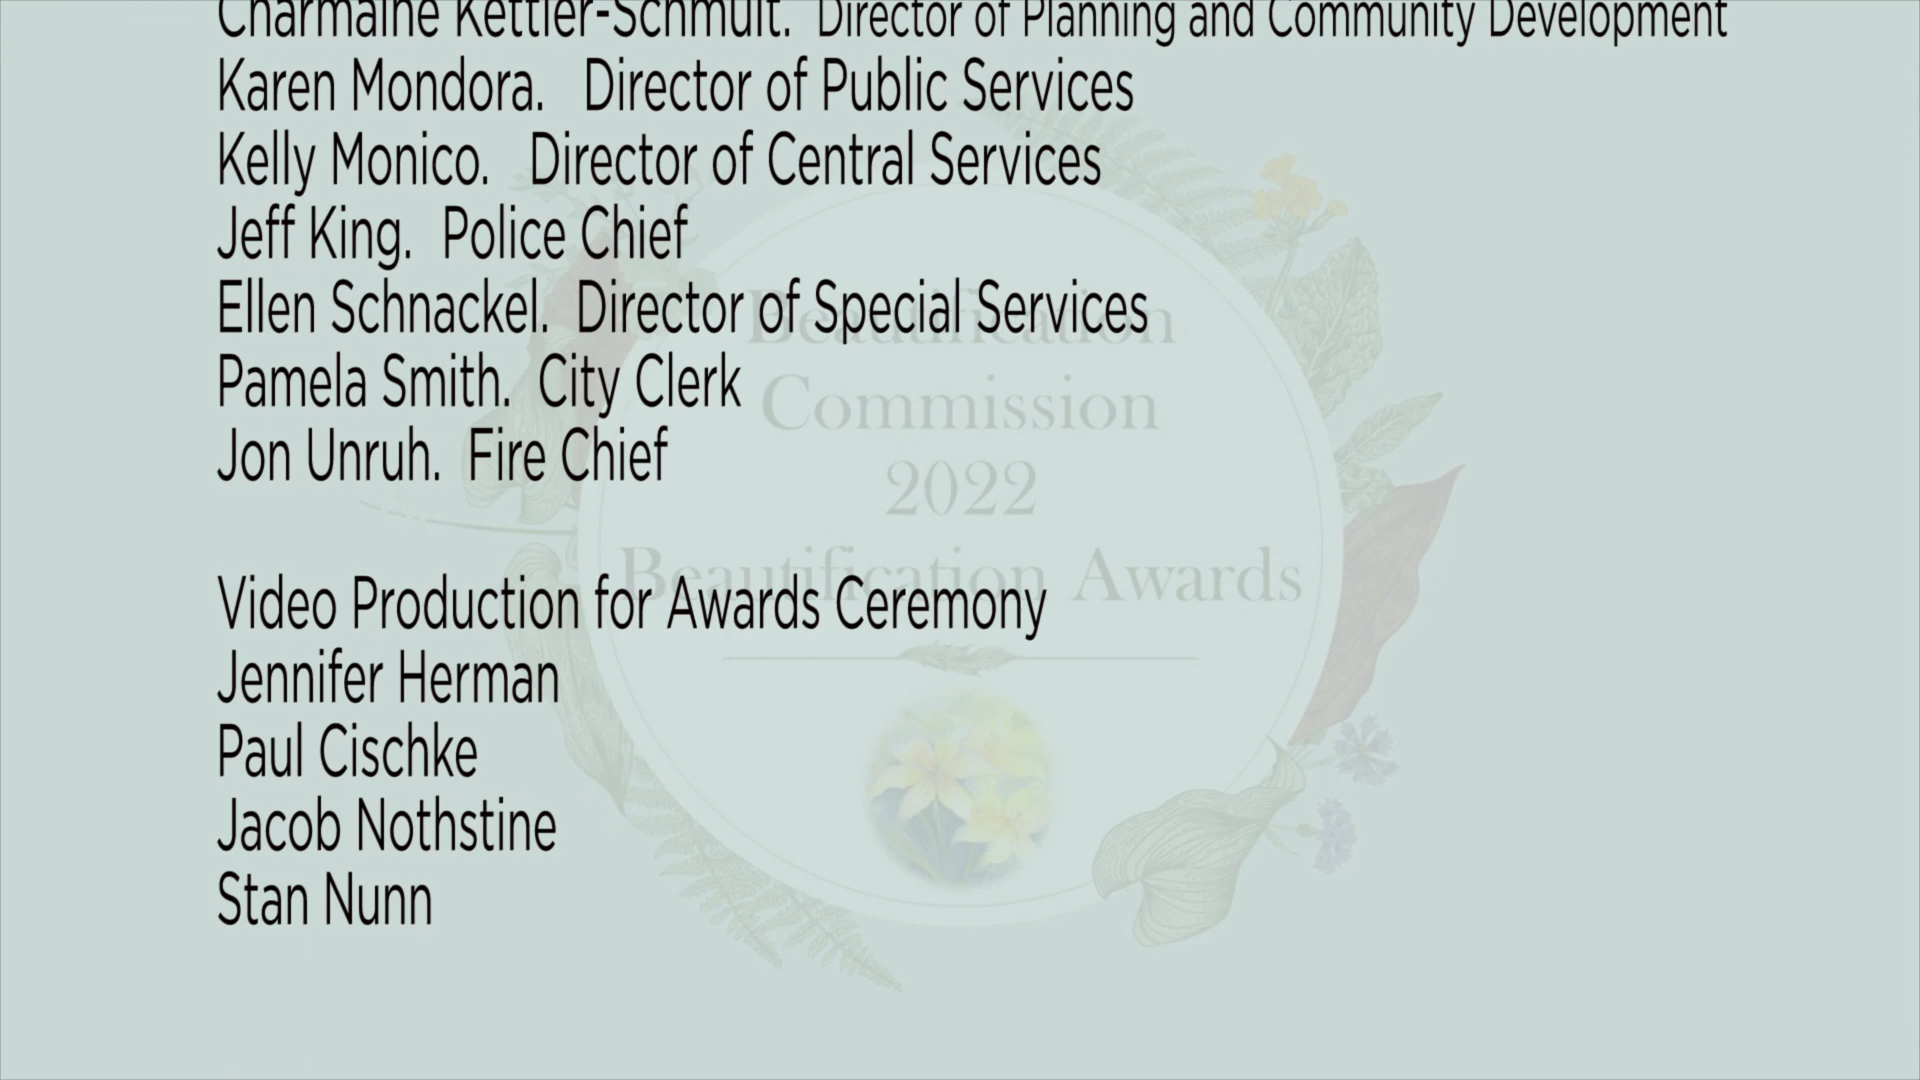 Charmaine Kettler-Schmult. Director of Planning and Community Development
Karen Mondora. Director of Public Services
Kelly Monico. Director of Central Services
Jeff King. Police Chief
Ellen Schnackel. Director of Special Services
Pamela Smith. City Clerk
Jon Unruh. Fire Chief
Video Production for Awards Ceremony
Jennifer Herman
Paul Cischke
Jacob Nothstine
Stan Nunn
Beautification
Commission
2022
Beautification Awards